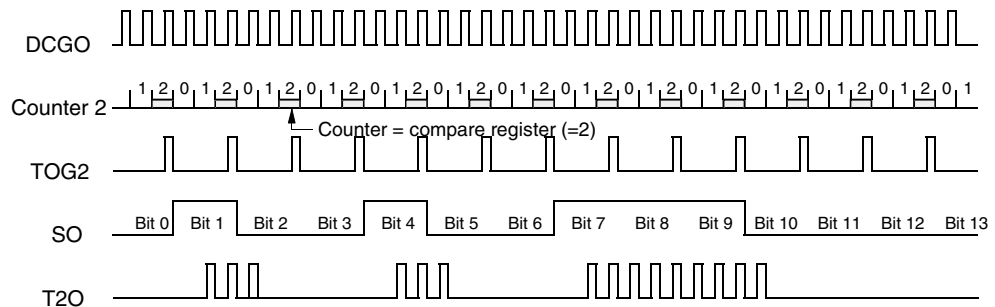 DCGO
1 2 0 1 2 0 1 2 0 1 2 0 1 2 0 1 2 0 1 2 0 1 2 0 1 2 0 1 2 0 1 2 0 1 2 0 1 2 0 1
Counter 2
Counter = compare register (=2)
TOG2
Bit 0 Bit 1 Bit 2 Bit 3 Bit 4 Bit 5 Bit 6 Bit 7 Bit 8 Bit 9 Bit 10 Bit 11 Bit 12 Bit 13
SO
T2O